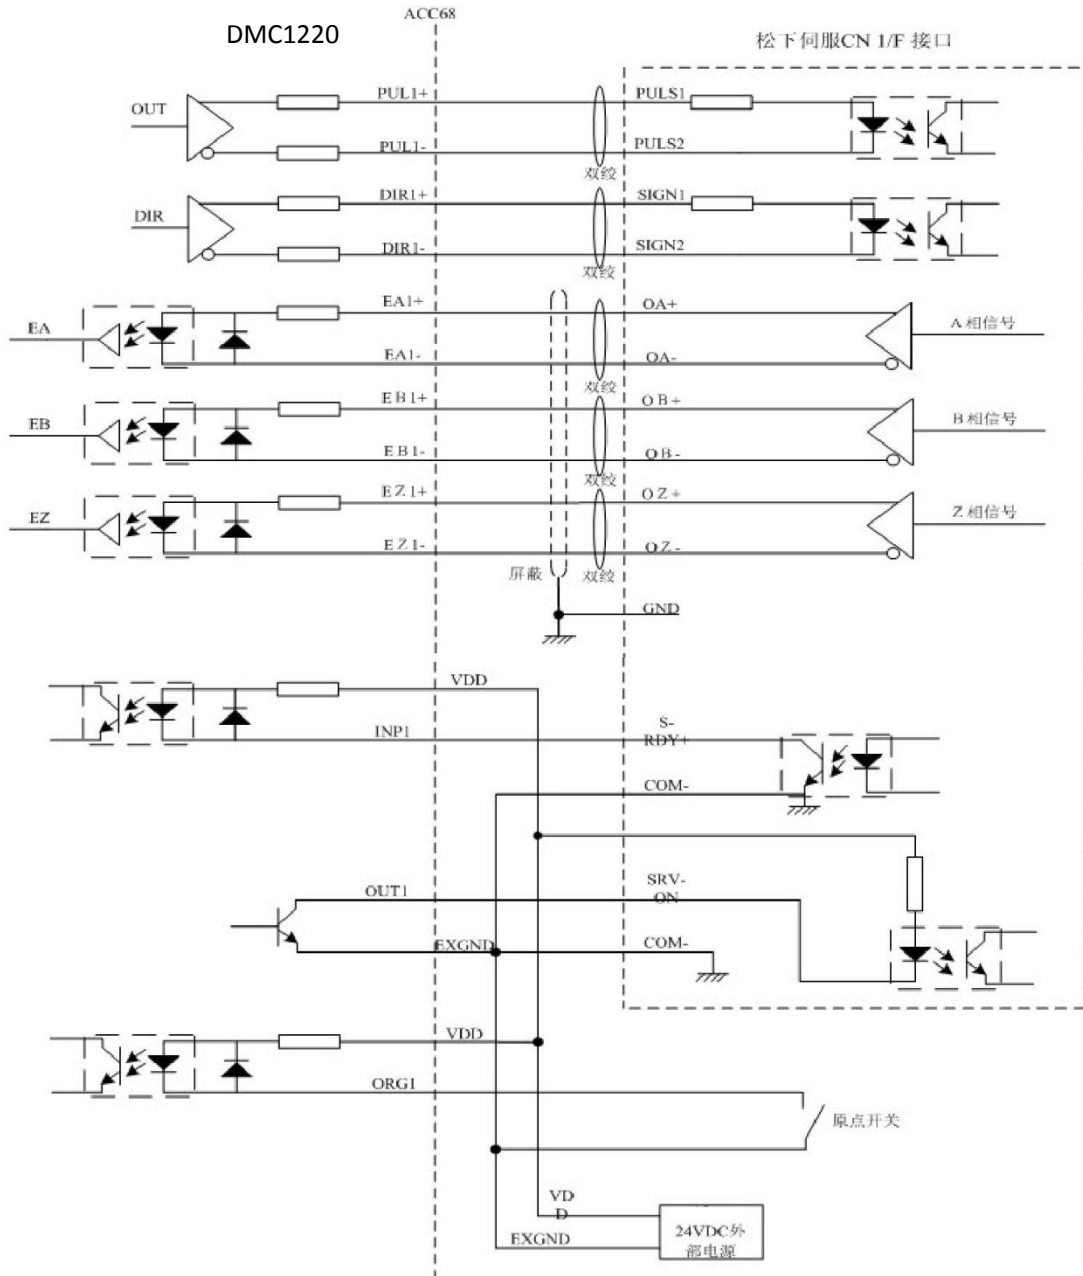 ACC68
DMC1220
松下伺服CN 1/F 接口
OUT
PUL1+
PULS1
PUL1-
PULS2
双绞
DIR
DIR1+
SIGN1
DIR1-
SIGN2
双绞
EA
EA1+
OA+
A 相信号
EA1-
OA-
双绞
EB
EB1+
OB+
B 相信号
EB1-
OB-
双绞
EZ
EZ1+
OZ+
Z 相信号
EZ1-
OZ-
屏蔽
双绞
GND
VDD
INP1
S-
RDY+
COM-
OUT1
SRV-
ON
EXGND
COM-
VDD
ORG1
原点开关
VD
D
EXGND
24VDC外
部电源